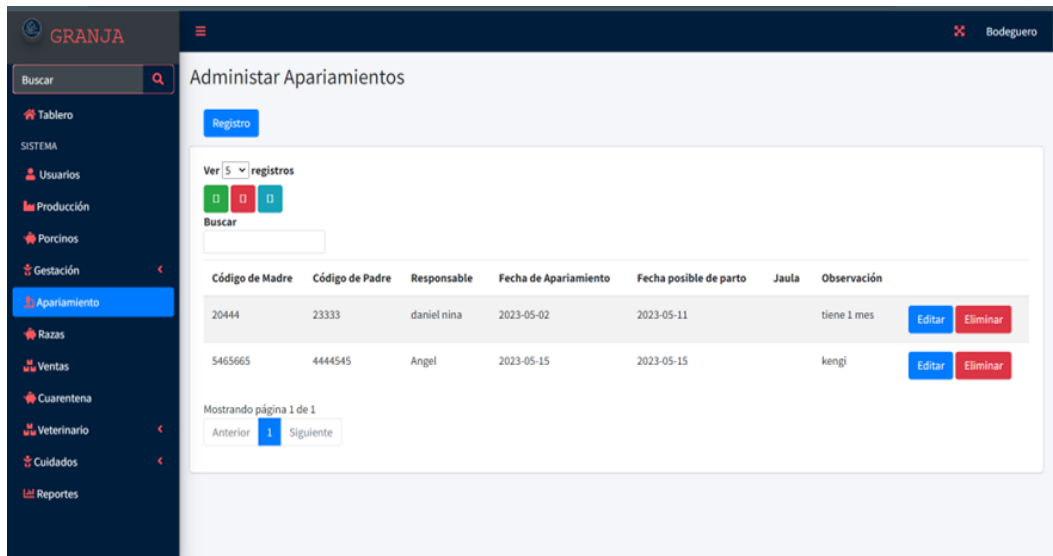 GRANJA
Bodeguero
Buscar
Tablero
SISTEMA
Usuarios
Producción
Porcinos
Gestación
Apariamiento
Razas
Ventas
Cuarentena
Veterinario
Cuidados
Reportes
Administar Apariamientos
Registro
Ver 5 registros
Buscar
Código de Madre Código de Padre Responsable Fecha de Apariamiento Fecha posible de parto Jaula Observación
20444 23333 daniel nina 2023-05-02 2023-05-11 tiene 1 mes Editar Eliminar
5465665 4444545 Angel 2023-05-15 2023-05-15 kengi Editar Eliminar
Mostrando página 1 de 1
Anterior 1 Siguiente